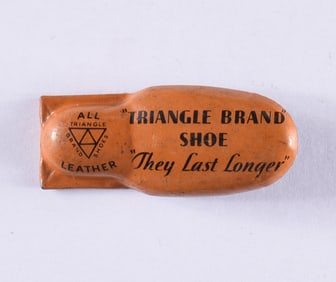 ALL
TRIANGLE
BRAND SHOES
LEATHER
"TRIANGLE BRAND
SHOE
"They Last Longer"